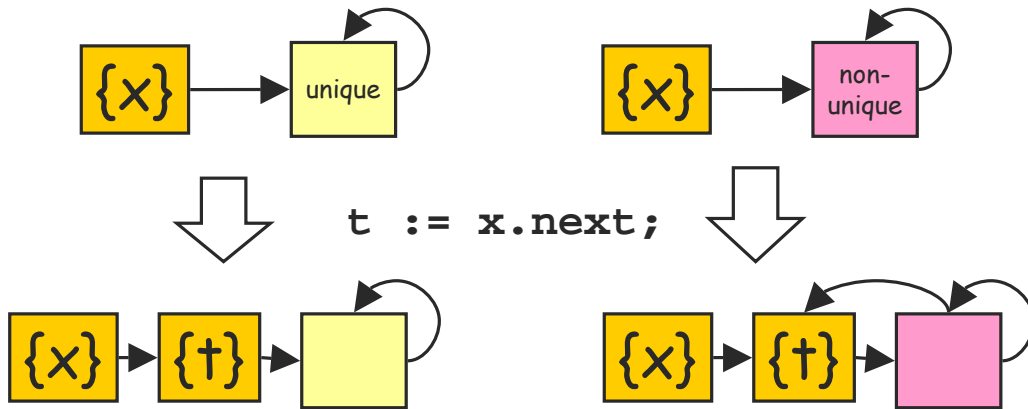 {x}
unique
{x}
non-
unique
t := x.next;
{x}
{t}
{x}
{t}